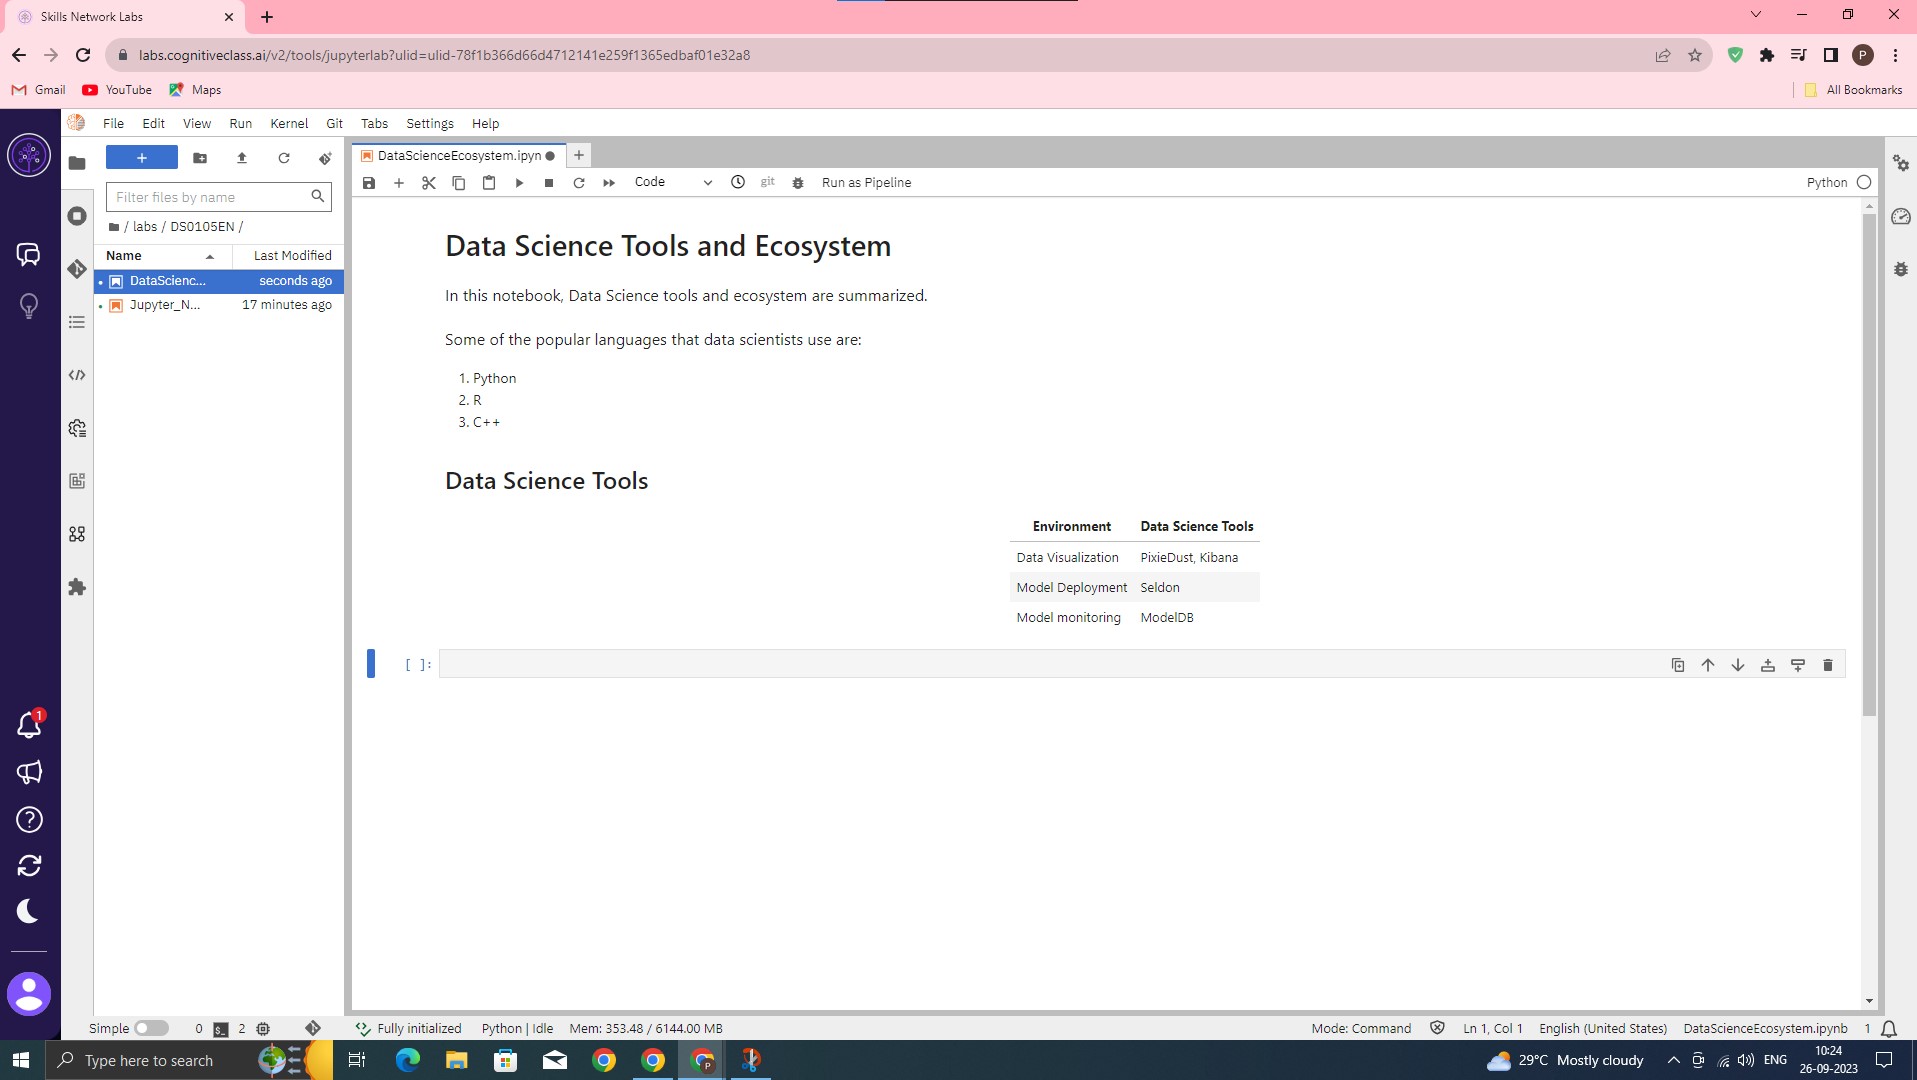 Skills Network Labs
labs.cognitiveclass.ai/v2/tools/jupyterlab?ulid=ulid-78f1b366d66d4712141e259f1365edbaf01e32a8
P
Gmail YouTube Maps All Bookmarks
File Edit View Run Kernel Git Tabs Settings Help
+ DataScienceEcosystem.ipyn
Code git Run as Pipeline Python
Filter files by name
/ labs / DS0105EN /
Name Last Modified
DataScienc... seconds ago
Jupyter_N... 17 minutes ago
Data Science Tools and Ecosystem
In this notebook, Data Science tools and ecosystem are summarized.
Some of the popular languages that data scientists use are:
1. Python
2. R
3. C++
Data Science Tools
Environment Data Science Tools
Data Visualization PixieDust, Kibana
Model Deployment Seldon
Model monitoring ModelDB
[ ]:
1
Simple 0 $_ 2 Fully initialized Python | Idle Mem: 353.48 / 6144.00 MB Mode: Command Ln 1, Col 1 English (United States) DataScienceEcosystem.ipynb 1
Type here to search P 29°C Mostly cloudy ENG 10:24
26-09-2023